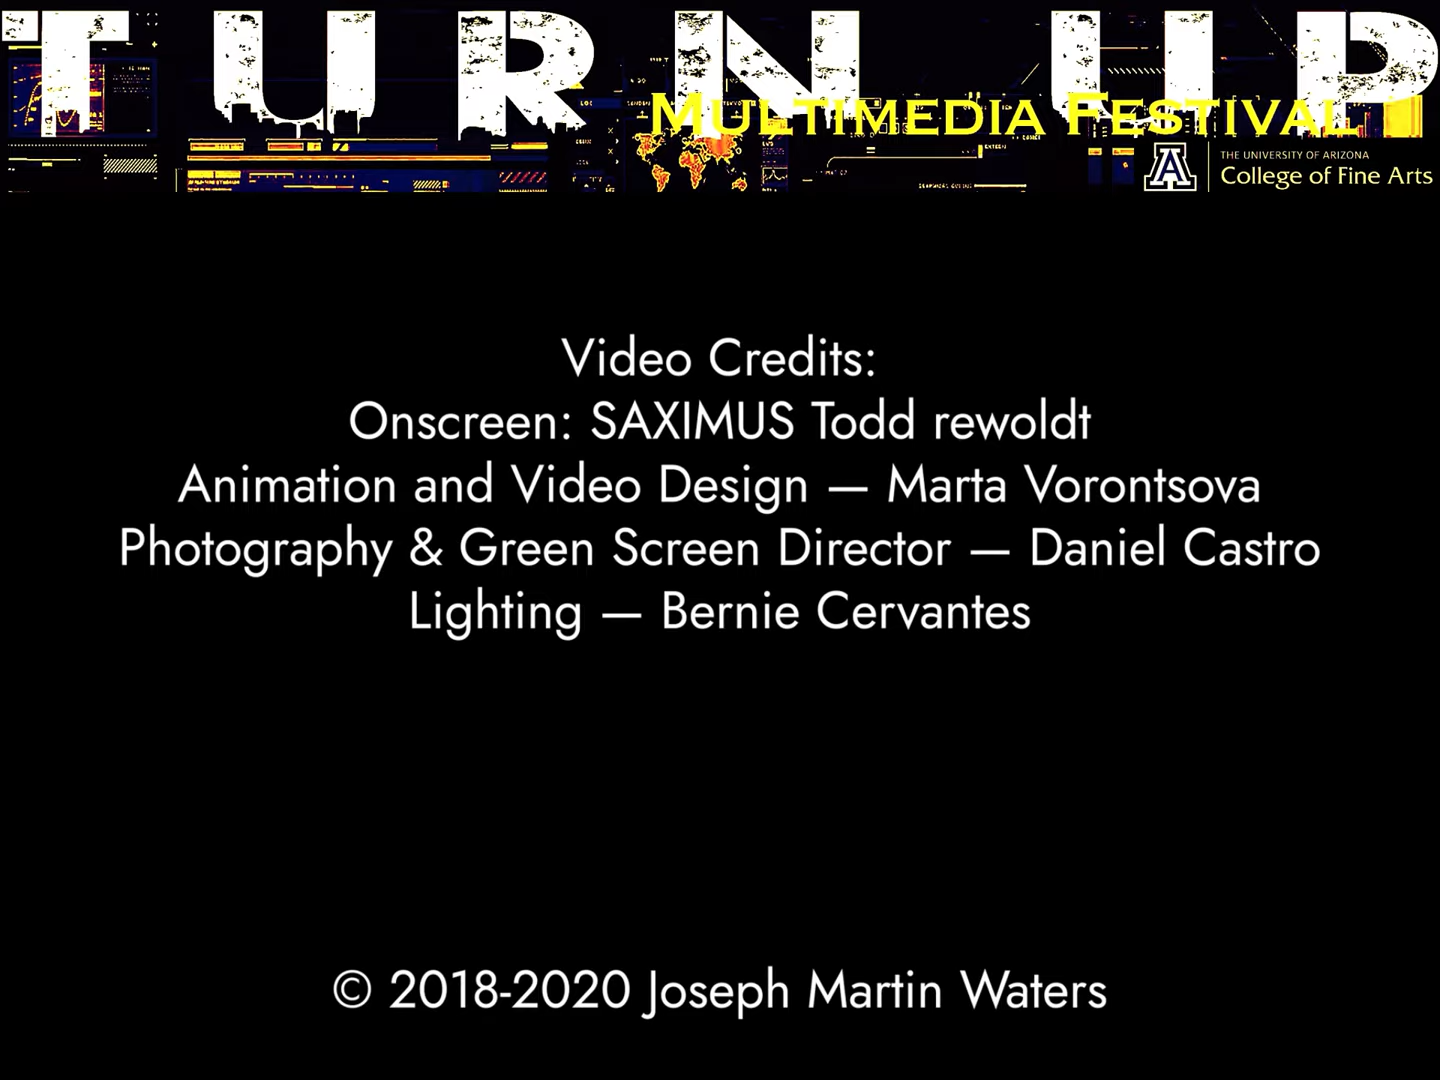 TURN UP
Multimedia Festival
THE UNIVERSITY OF ARIZONA
College of Fine Arts
Video Credits:
Onscreen: SAXIMUS Todd rewoldt
Animation and Video Design — Marta Vorontsova
Photography & Green Screen Director — Daniel Castro
Lighting — Bernie Cervantes
© 2018-2020 Joseph Martin Waters